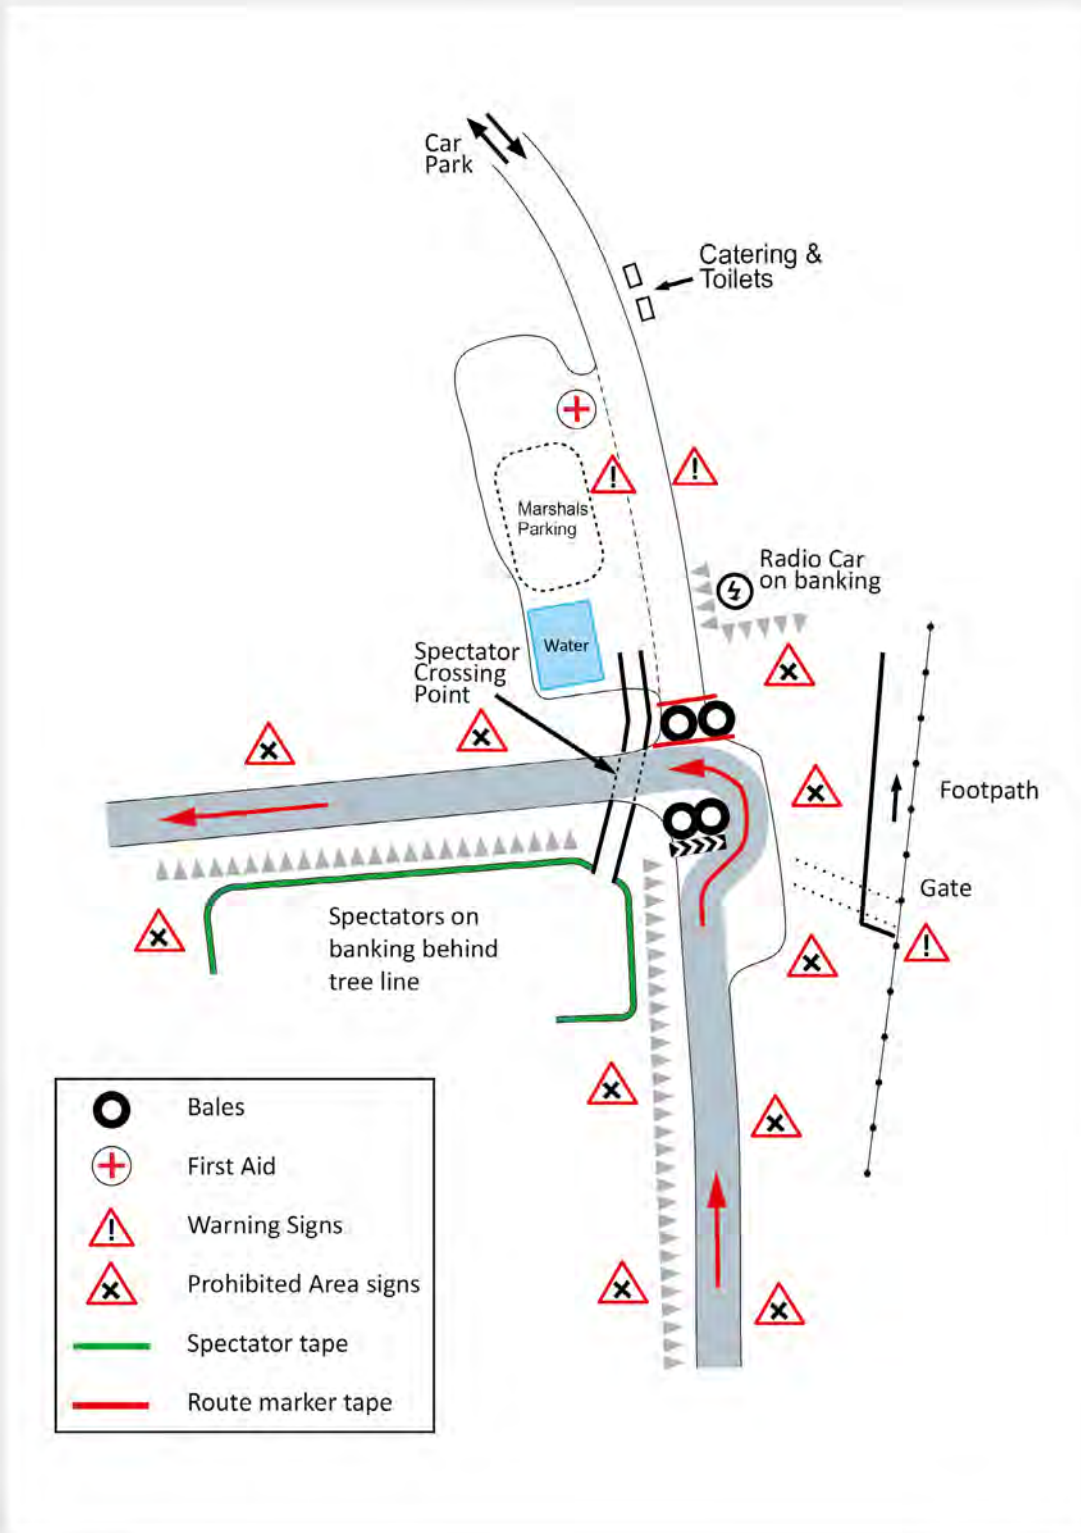 Car
Park
Catering &
Toilets
Marshals
Parking
Radio Car
on banking
Water
Spectator
Crossing
Point
Footpath
Gate
Spectators on
banking behind
tree line
Bales
First Aid
Warning Signs
Prohibited Area signs
Spectator tape
Route marker tape